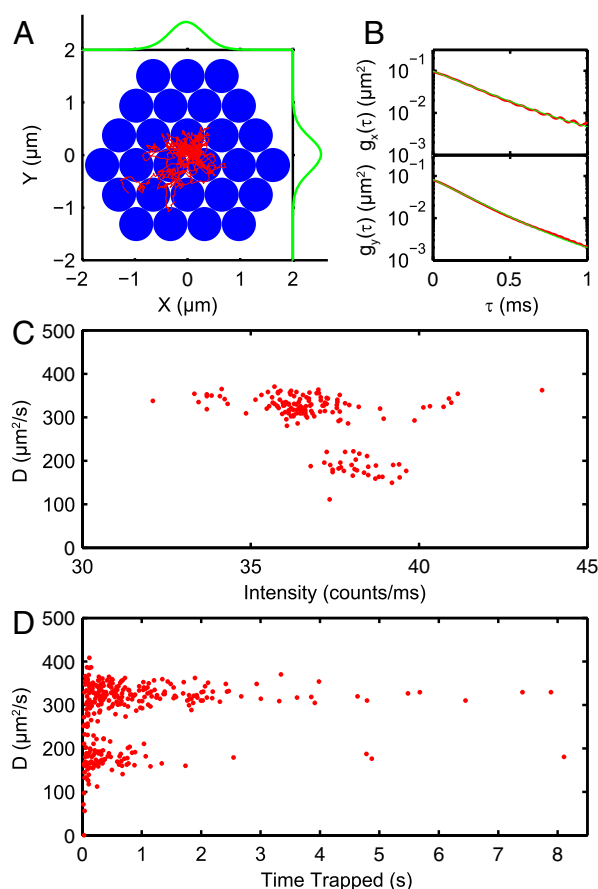 A
2
1
0
−1
−2
Y (μm)
−2 −1 0 1 2
X (μm)
B
10⁻¹
10⁻²
10⁻³
gₓ(τ) (μm²)
10⁻¹
10⁻²
10⁻³
g_y(τ) (μm²)
0 0.5 1
τ (ms)
C
500
400
300
200
100
0
D (μm²/s)
30 35 40 45
Intensity (counts/ms)
D
500
400
300
200
100
0
D (μm²/s)
0 1 2 3 4 5 6 7 8
Time Trapped (s)